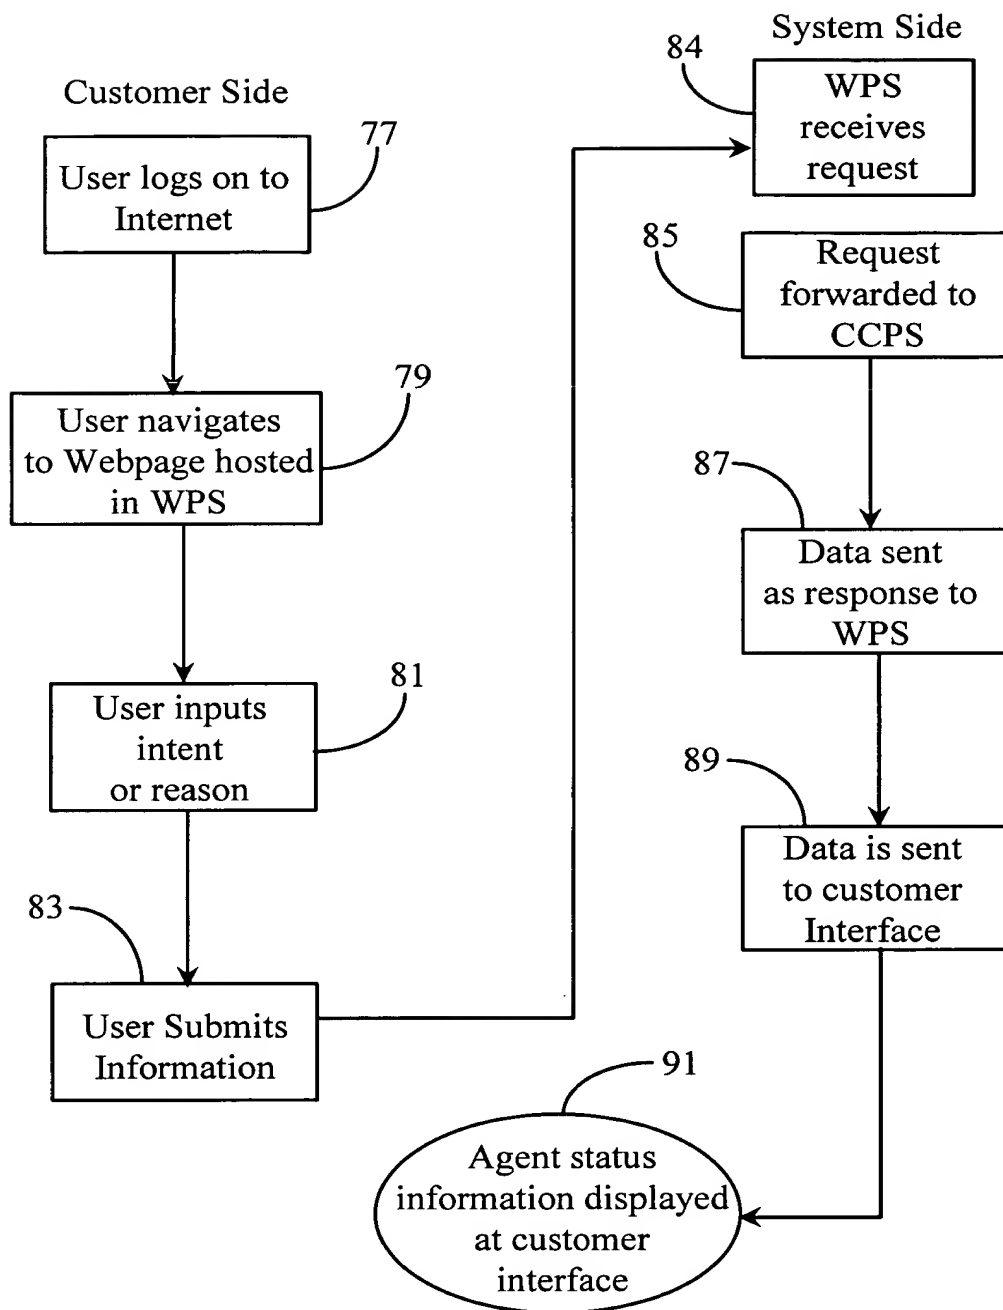 Customer Side
77
User logs on to
Internet
79
User navigates
to Webpage hosted
in WPS
81
User inputs
intent
or reason
83
User Submits
Information
System Side
84
WPS
receives
request
85
Request
forwarded to
CCPS
87
Data sent
as response to
WPS
89
Data is sent
to customer
Interface
91
Agent status
information displayed
at customer
interface